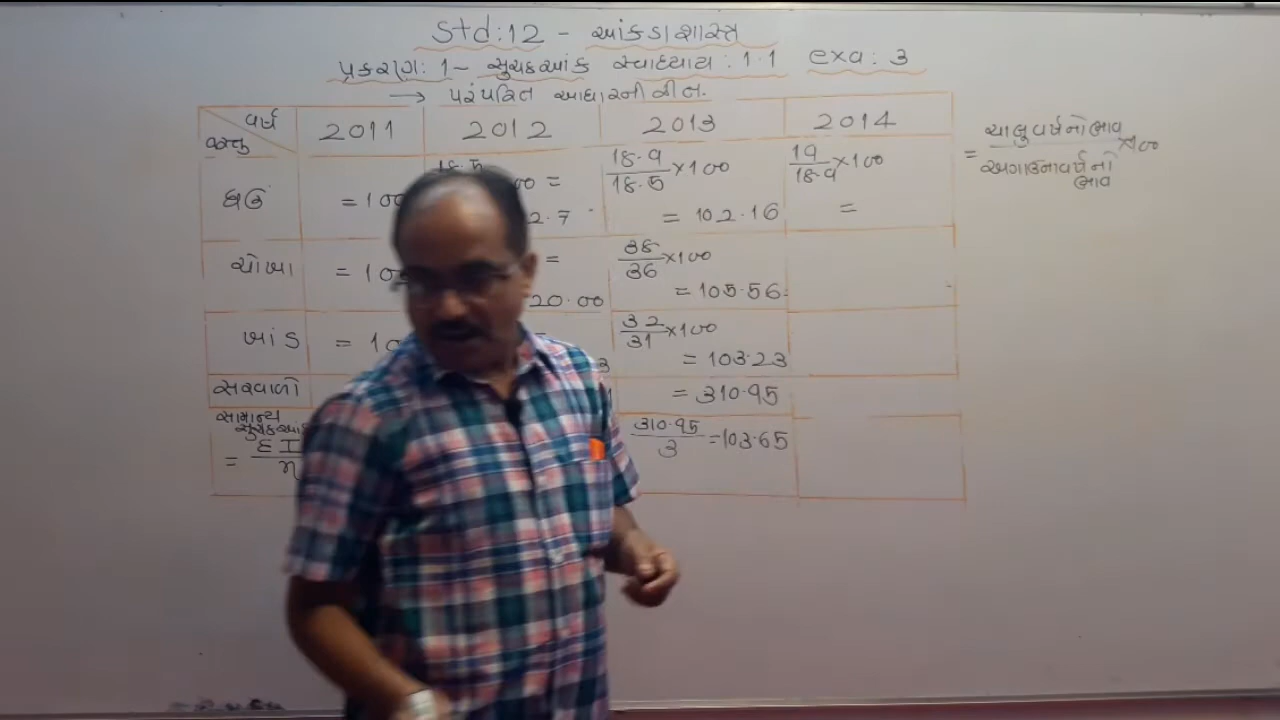 Std:12 - આંકડાશાસ્ત્ર
પ્રકરણ: 1 - સુચકઆંક સ્વાધ્યાય: 1.1 exa: 3
→ પરંપરિત આધારની રીત.
વર્ષ
વસ્તુ
2011 2012 2013 2014
ઘઉં = 100 18.9/18.5 ×100 = 102.16 19/18.9 ×100 =
ચોખા = 20.00 38/36 ×100 = 105.56
ખાંડ = 32/31 ×100 = 103.23
સરવાળો = 310.95
સામાન્ય સુચકઆંક
= ΣI/n 310.95/3 = 103.65
= ચાલુ વર્ષનો ભાવ/અગાઉના વર્ષનો ભાવ ×100